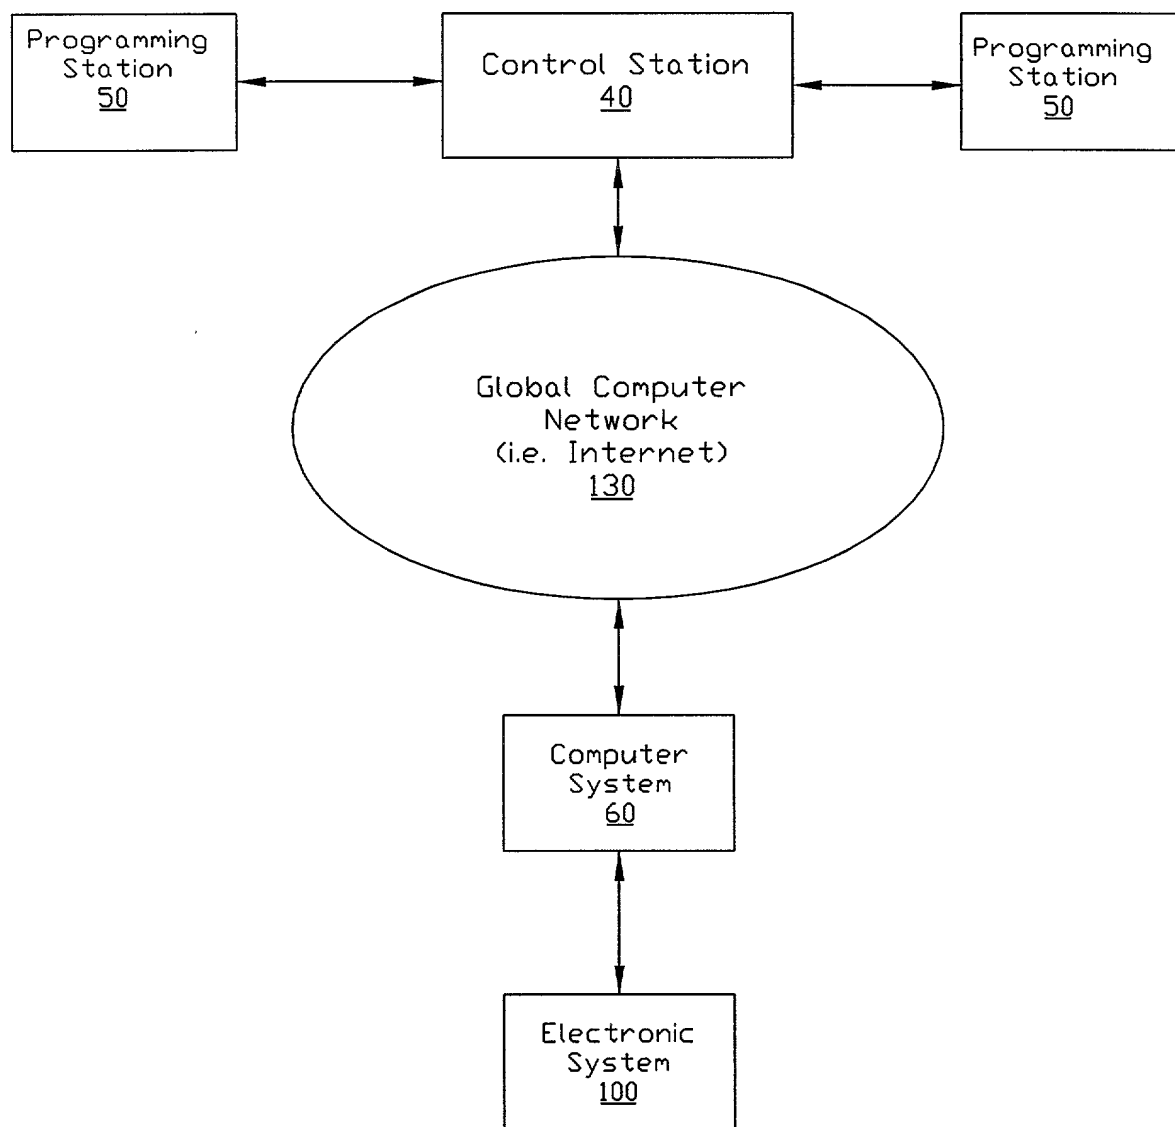 Programming
Station
50
Control Station
40
Programming
Station
50
Global Computer
Network
(i.e. Internet)
130
Computer
System
60
Electronic
System
100